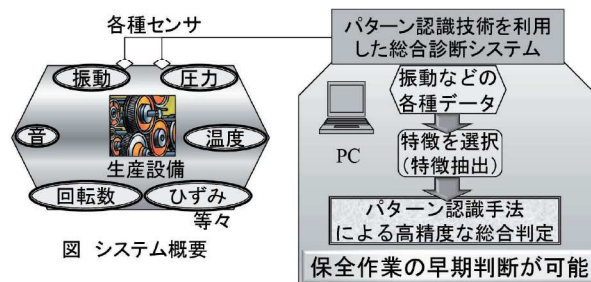 各種センサ
振動
圧力
音
温度
生産設備
回転数
ひずみ
等々
図 システム概要
パターン認識技術を利用
した総合診断システム
振動などの
各種データ
PC
特徴を選択
(特徴抽出)
パターン認識手法
による高精度な総合判定
保全作業の早期判断が可能